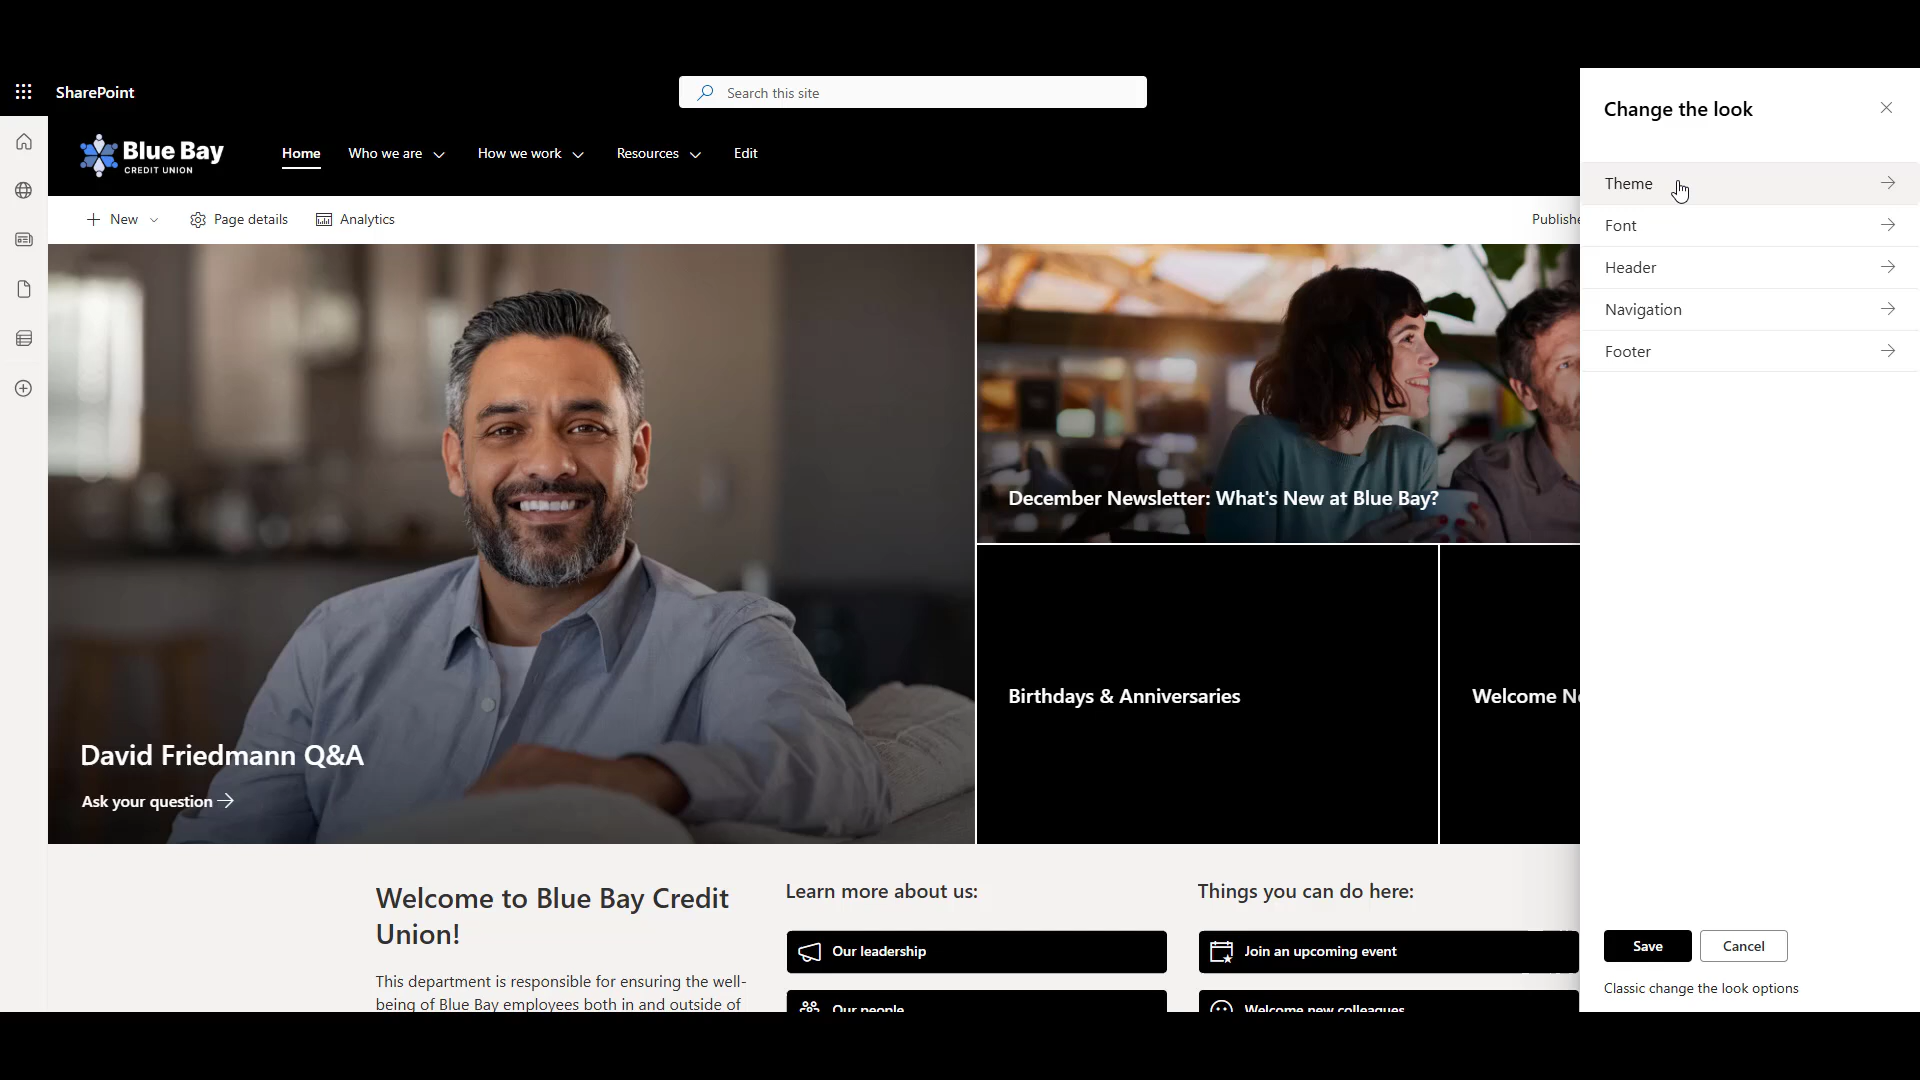 SharePoint
Search this site
Blue Bay
CREDIT UNION
Home
Who we are
How we work
Resources
Edit
New
Page details
Analytics
David Friedmann Q&A
Ask your question
December Newsletter: What's New at Blue Bay?
Birthdays & Anniversaries
Welcome
Welcome to Blue Bay Credit
Union!
This department is responsible for ensuring the well-
being of Blue Bay employees both in and outside of
Learn more about us:
Our leadership
Our people
Things you can do here:
Join an upcoming event
Welcome new colleagues
Change the look
Theme
Font
Header
Navigation
Footer
Save
Cancel
Classic change the look options